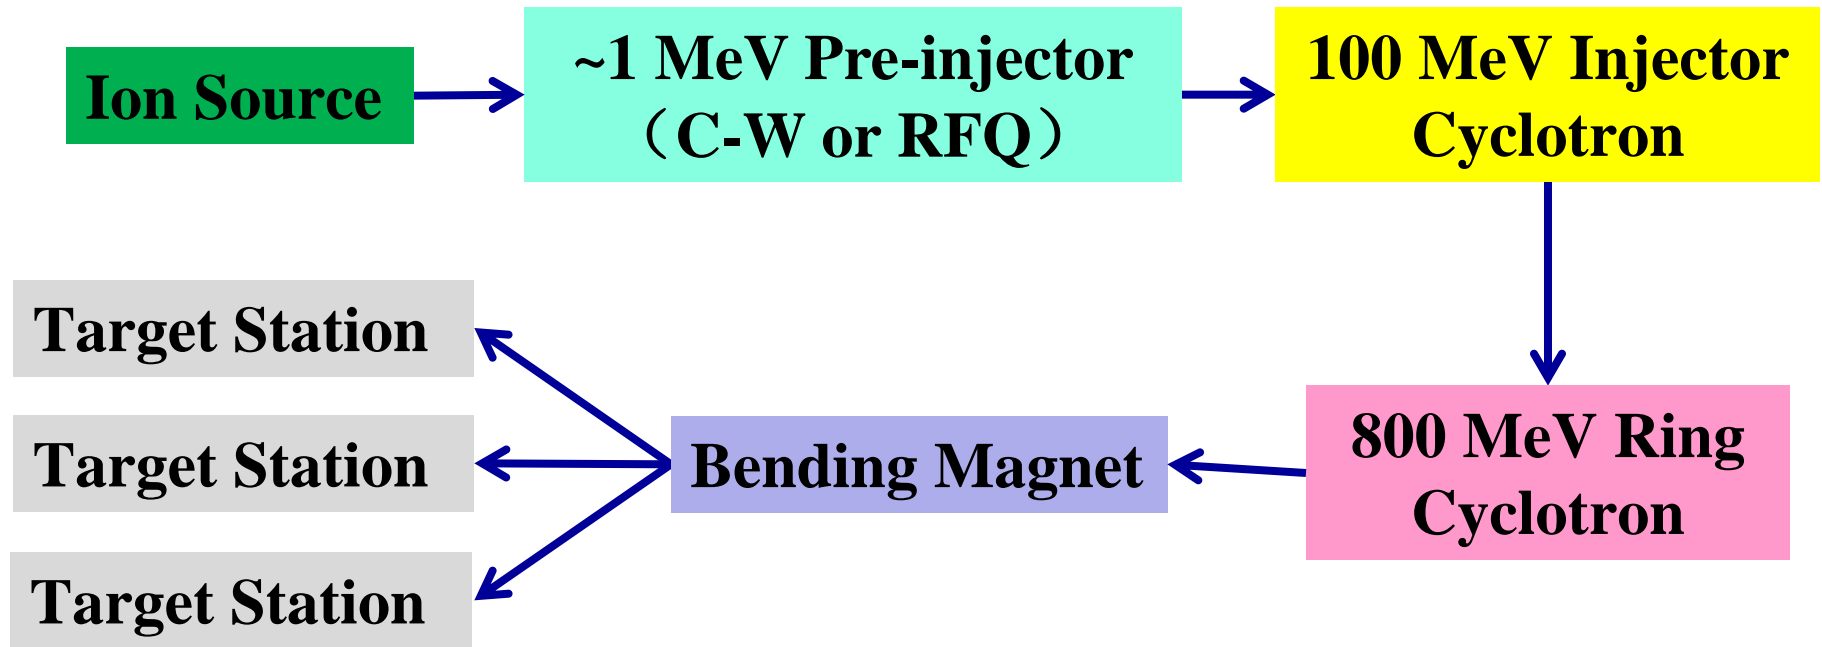 Ion Source
~1 MeV Pre-injector
（C-W or RFQ）
100 MeV Injector
Cyclotron
Target Station
Target Station
Target Station
Bending Magnet
800 MeV Ring
Cyclotron